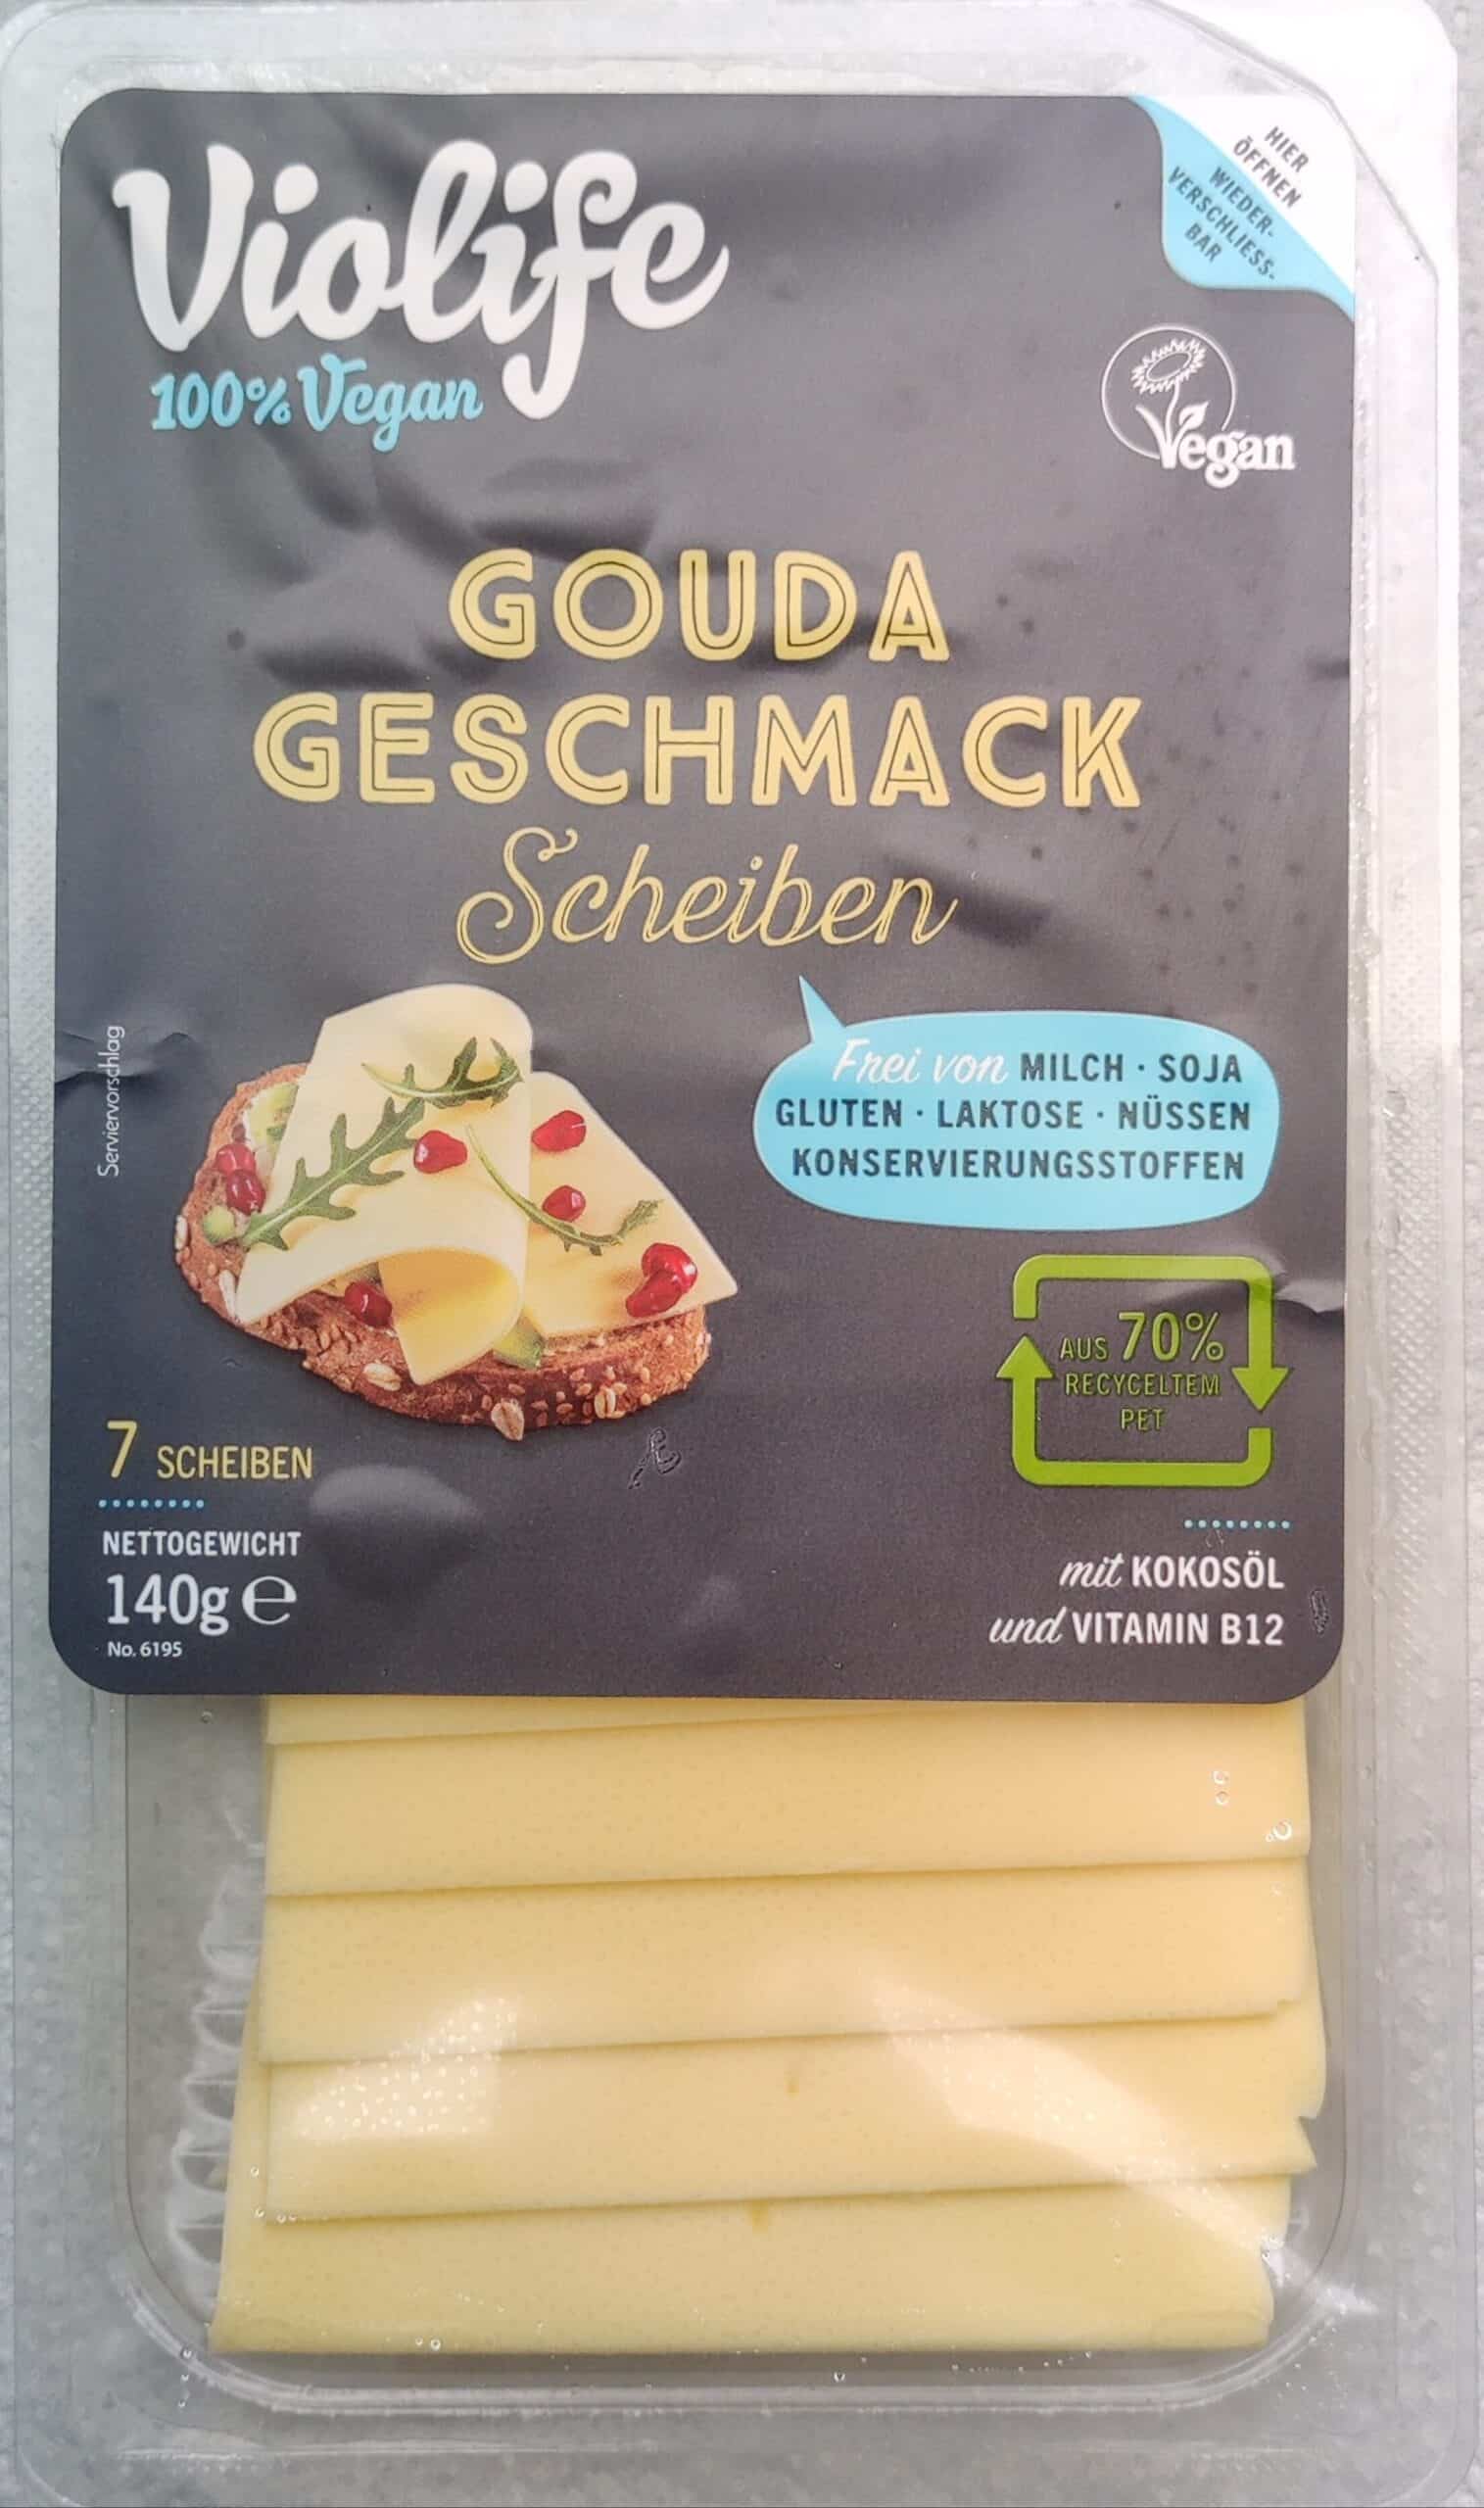 Violife
100% Vegan
HIER
ÖFFNEN
WIEDER-
VERSCHLIESS-
BAR
Vegan
GOUDA
GESCHMACK
Scheiben
Serviervorschlag
Frei von MILCH · SOJA
GLUTEN · LAKTOSE · NÜSSEN
KONSERVIERUNGSSTOFFEN
AUS 70%
RECYCELTEM
PET
7 SCHEIBEN
NETTOGEWICHT
140g e
No. 6195
mit KOKOSÖL
und VITAMIN B12